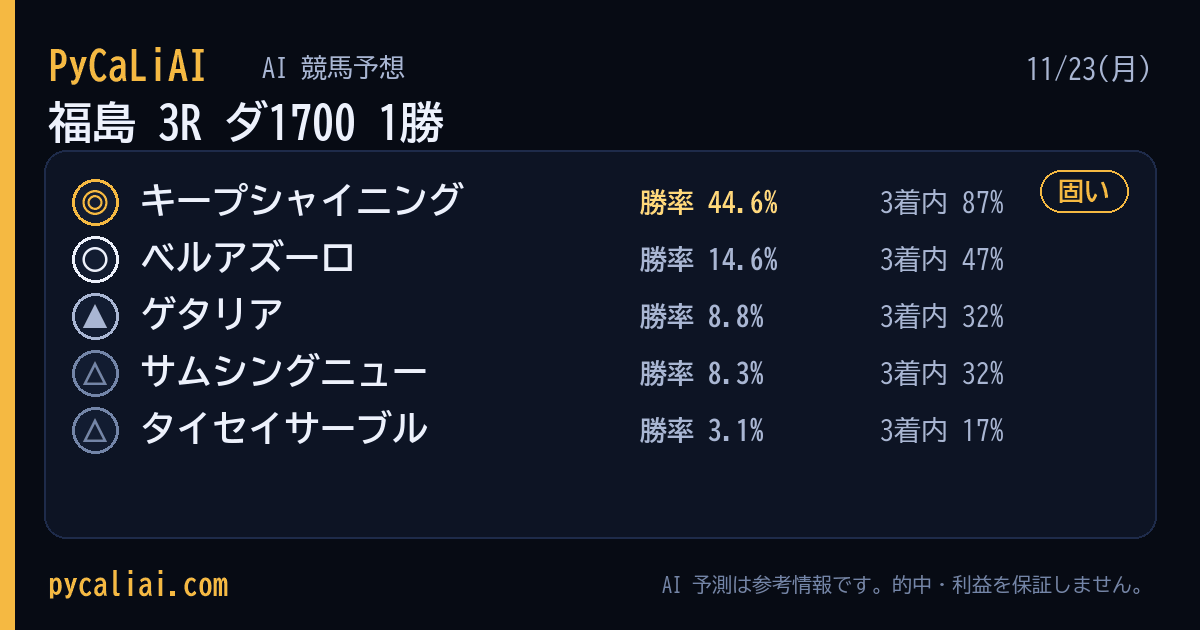 PyCaLiAI AI 競馬予想 11/23(月)
福島 3R ダ1700 1勝
◎ キープシャイニング 勝率 44.6% 3着内 87% 固い
○ ベルアズーロ 勝率 14.6% 3着内 47%
▲ ゲタリア 勝率 8.8% 3着内 32%
△ サムシングニュー 勝率 8.3% 3着内 32%
△ タイセイサーブル 勝率 3.1% 3着内 17%
pycaliai.com AI 予測は参考情報です。的中・利益を保証しません。